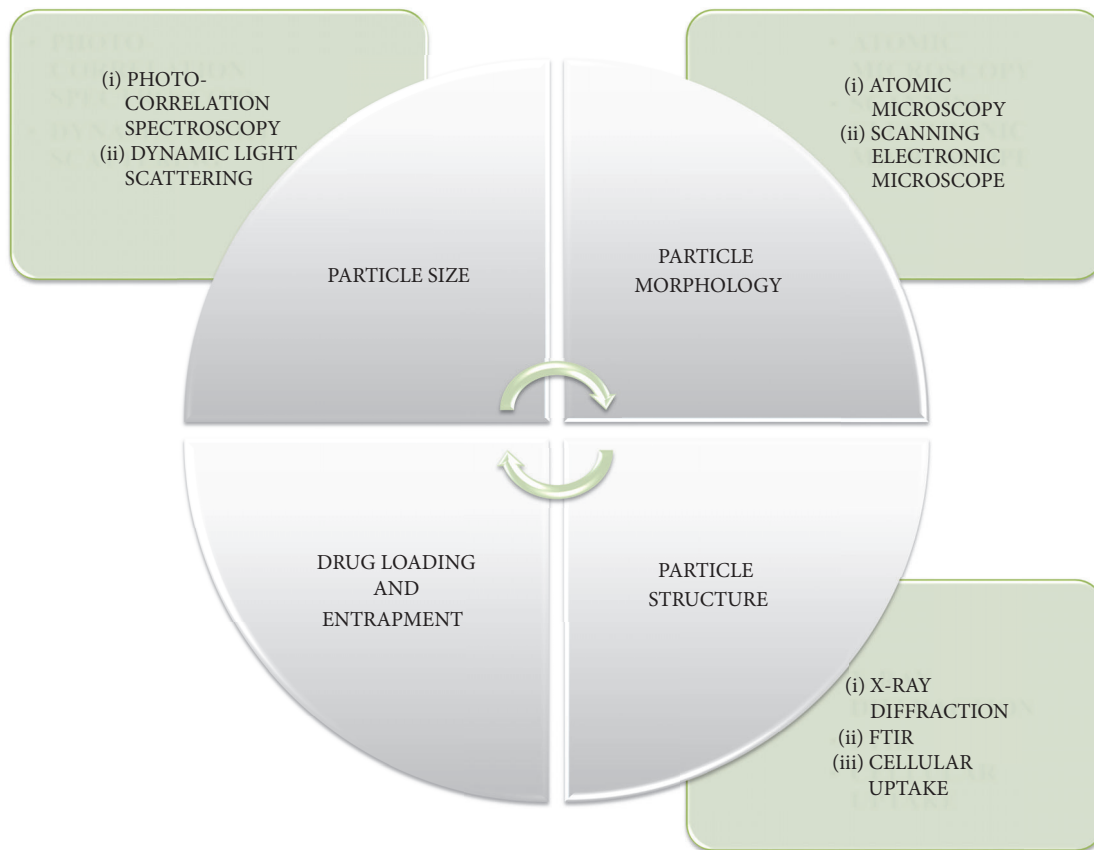 (i) PHOTO-
CORRELATION
SPECTROSCOPY
(ii) DYNAMIC LIGHT
SCATTERING
(i) ATOMIC
MICROSCOPY
(ii) SCANNING
ELECTRONIC
MICROSCOPE
PARTICLE SIZE
PARTICLE
MORPHOLOGY
DRUG LOADING
AND
ENTRAPMENT
PARTICLE
STRUCTURE
(i) X-RAY
DIFFRACTION
(ii) FTIR
(iii) CELLULAR
UPTAKE